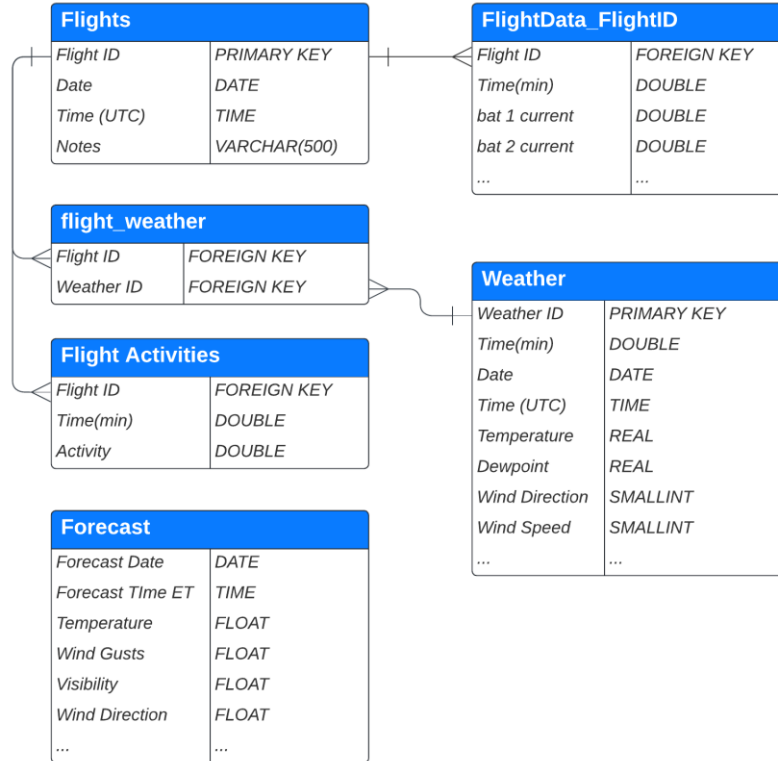 Flights
Flight ID PRIMARY KEY
Date DATE
Time (UTC) TIME
Notes VARCHAR(500)
FlightData_FlightID
Flight ID FOREIGN KEY
Time(min) DOUBLE
bat 1 current DOUBLE
bat 2 current DOUBLE
... ...
flight_weather
Flight ID FOREIGN KEY
Weather ID FOREIGN KEY
Weather
Weather ID PRIMARY KEY
Time(min) DOUBLE
Date DATE
Time (UTC) TIME
Temperature REAL
Dewpoint REAL
Wind Direction SMALLINT
Wind Speed SMALLINT
... ...
Flight Activities
Flight ID FOREIGN KEY
Time(min) DOUBLE
Activity DOUBLE
Forecast
Forecast Date DATE
Forecast TIme ET TIME
Temperature FLOAT
Wind Gusts FLOAT
Visibility FLOAT
Wind Direction FLOAT
... ...